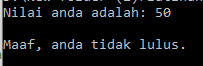 Nilai anda adalah: 50
Maaf, anda tidak lulus.